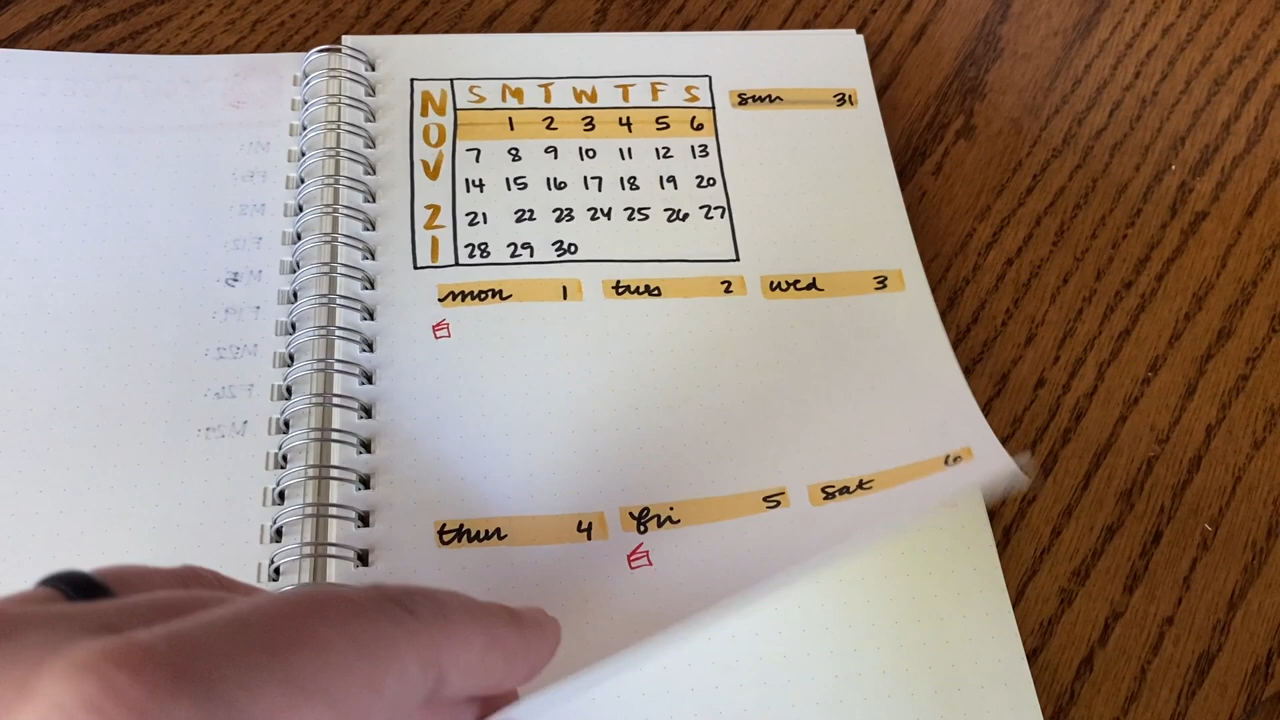 NOV 21
S M T W T F S
1 2 3 4 5 6
7 8 9 10 11 12 13
14 15 16 17 18 19 20
21 22 23 24 25 26 27
28 29 30
sun 31
mon 1
tues 2
wed 3
thur 4
fri 5
sat 6